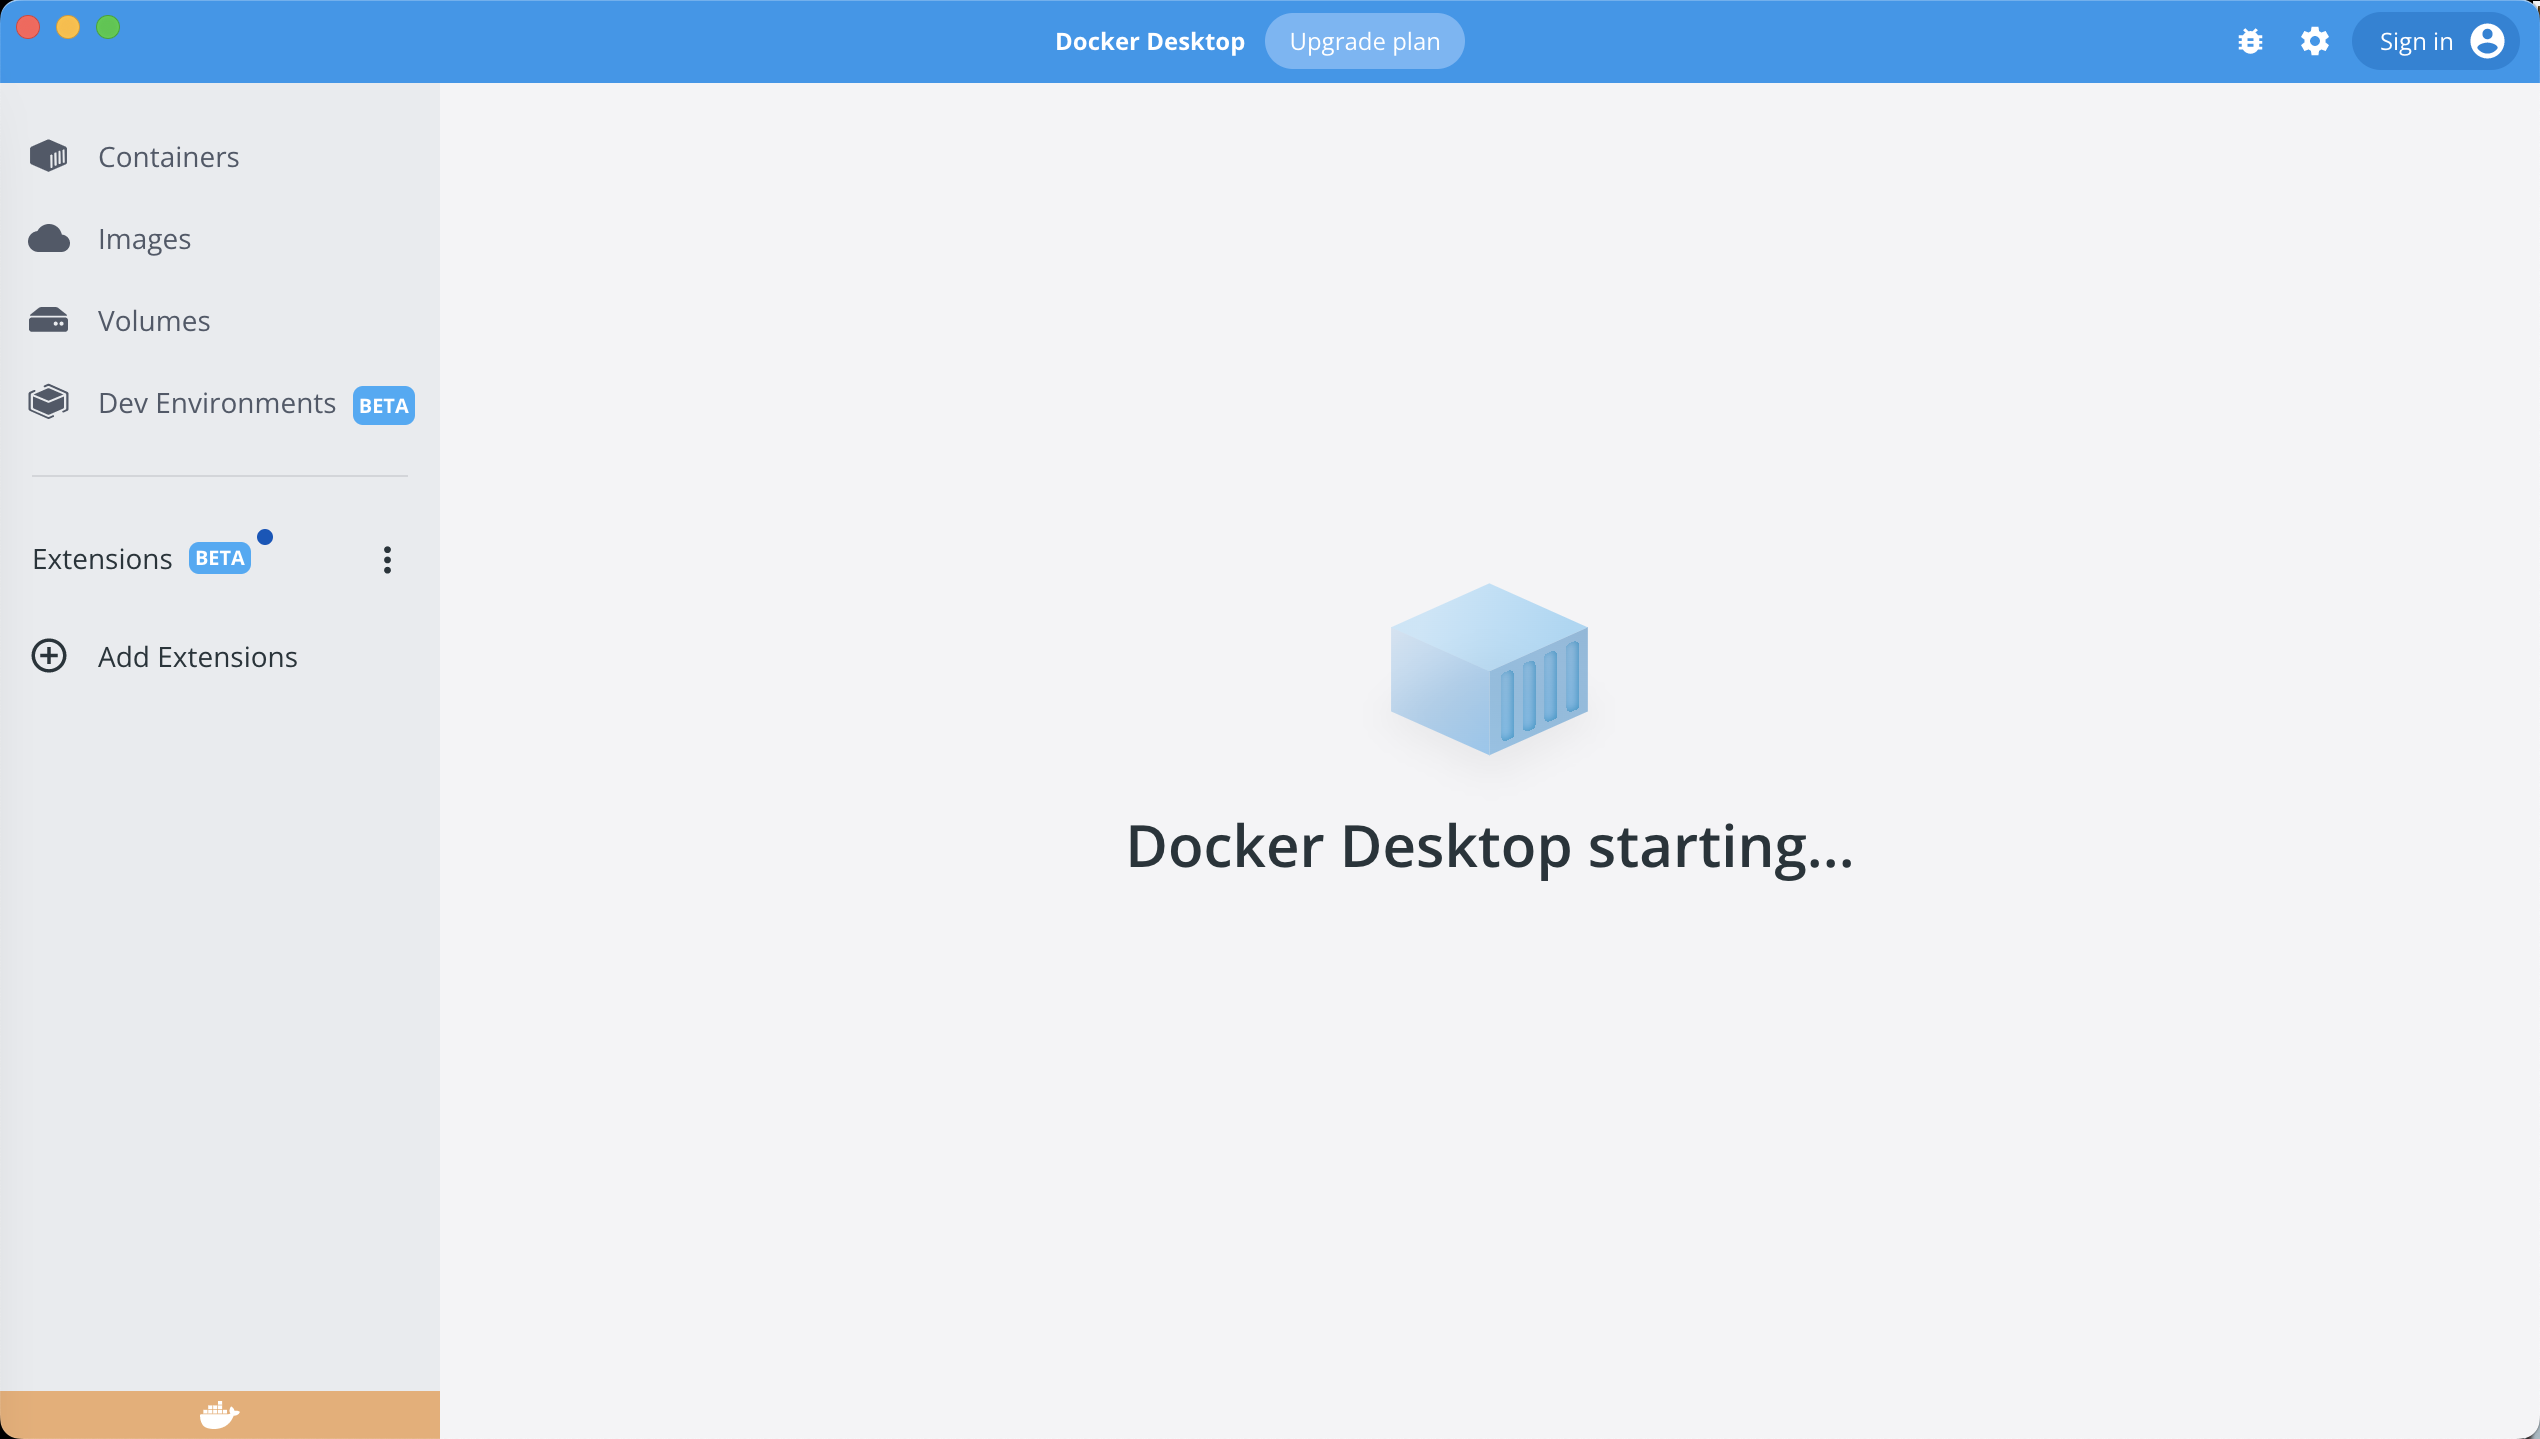 Docker Desktop
Upgrade plan
Sign in
Containers
Images
Volumes
Dev Environments BETA
Extensions BETA
Add Extensions
Docker Desktop starting...